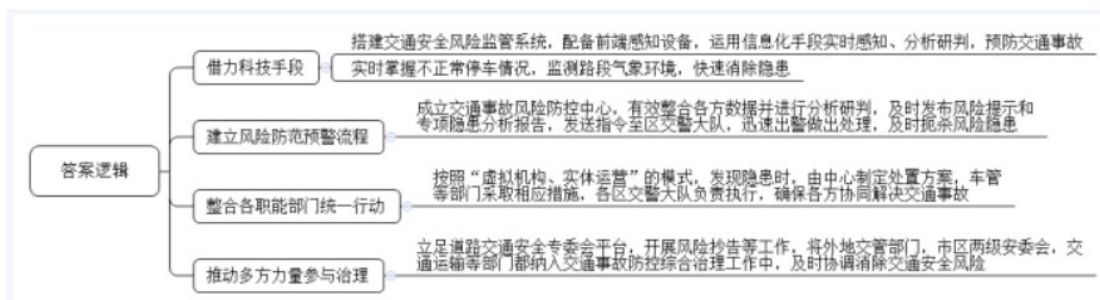 搭建交通安全风险监管系统，配备前端感知设备，运用信息化手段实时感知、分析研判，预防交通事故
借力科技手段
实时掌握不正常停车情况，监测路段气象环境，快速消除隐患
成立交通事故风险防控中心，有效整合各方数据并进行分析研判，及时发布风险提示和
专项隐患分析报告，发送指令至区交警大队，迅速出警做出处理，及时扼杀风险隐患
建立风险防范预警流程
答案逻辑
按照“虚拟机构、实体运营”的模式，发现隐患时，由中心制定处置方案，车管
等部门采取相应措施，各区交警大队负责执行，确保各方协同解决交通事故
整合各职能部门统一行动
立足道路交通安全专委会平台，开展风险抄告等工作，将外地交管部门，市区两级安委会，交
通运输等部门都纳入交通事故防控综合治理工作中，及时协调消除交通安全风险
推动多方力量参与治理